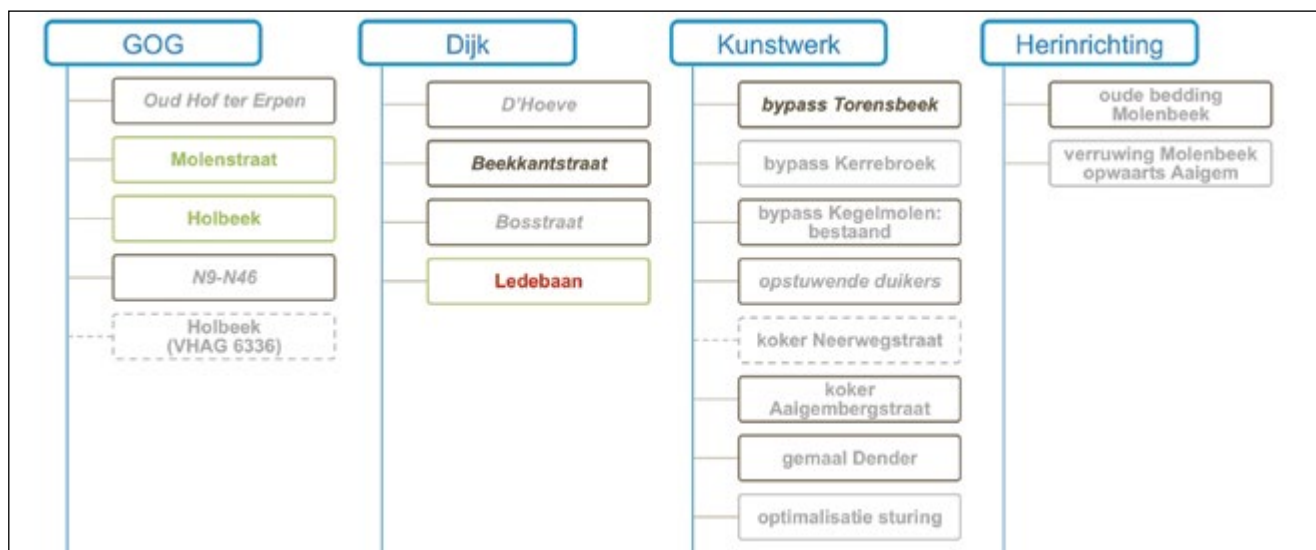 GOG
Oud Hof ter Erpen
Molenstraat
Holbeek
N9-N46
Holbeek
(VHAG 6336)
Dijk
D'Hoeve
Beekkantstraat
Bosstraat
Ledebaan
Kunstwerk
bypass Torensbeek
bypass Kerrebroek
bypass Kegelmolen:
bestaand
opstuwende duikers
koker Neerwegstraat
koker
Aalgembergstraat
gemaal Dender
optimalisatie sturing
Herinrichting
oude bedding
Molenbeek
verruwing Molenbeek
opwaarts Aaigem